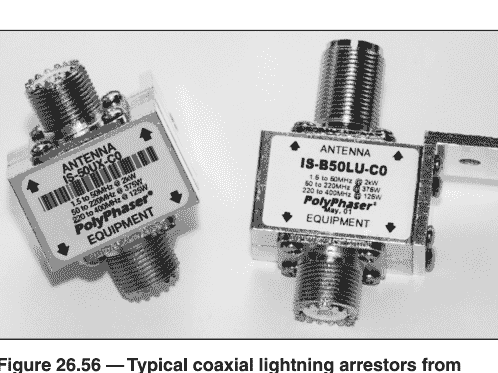 ANTENNA
IS-50UX-C0
1.5 to 50MHz @ 2kW
50 to 220MHz @ 375W
220 to 400MHz @ 125W
PolyPhaser®
EQUIPMENT
ANTENNA
IS-B50LU-C0
1.5 to 50MHz @ 2kW
50 to 220MHz @ 375W
220 to 400MHz @ 125W
PolyPhaser®
May, 01
EQUIPMENT
Figure 26.56 — Typical coaxial lightning arrestors from